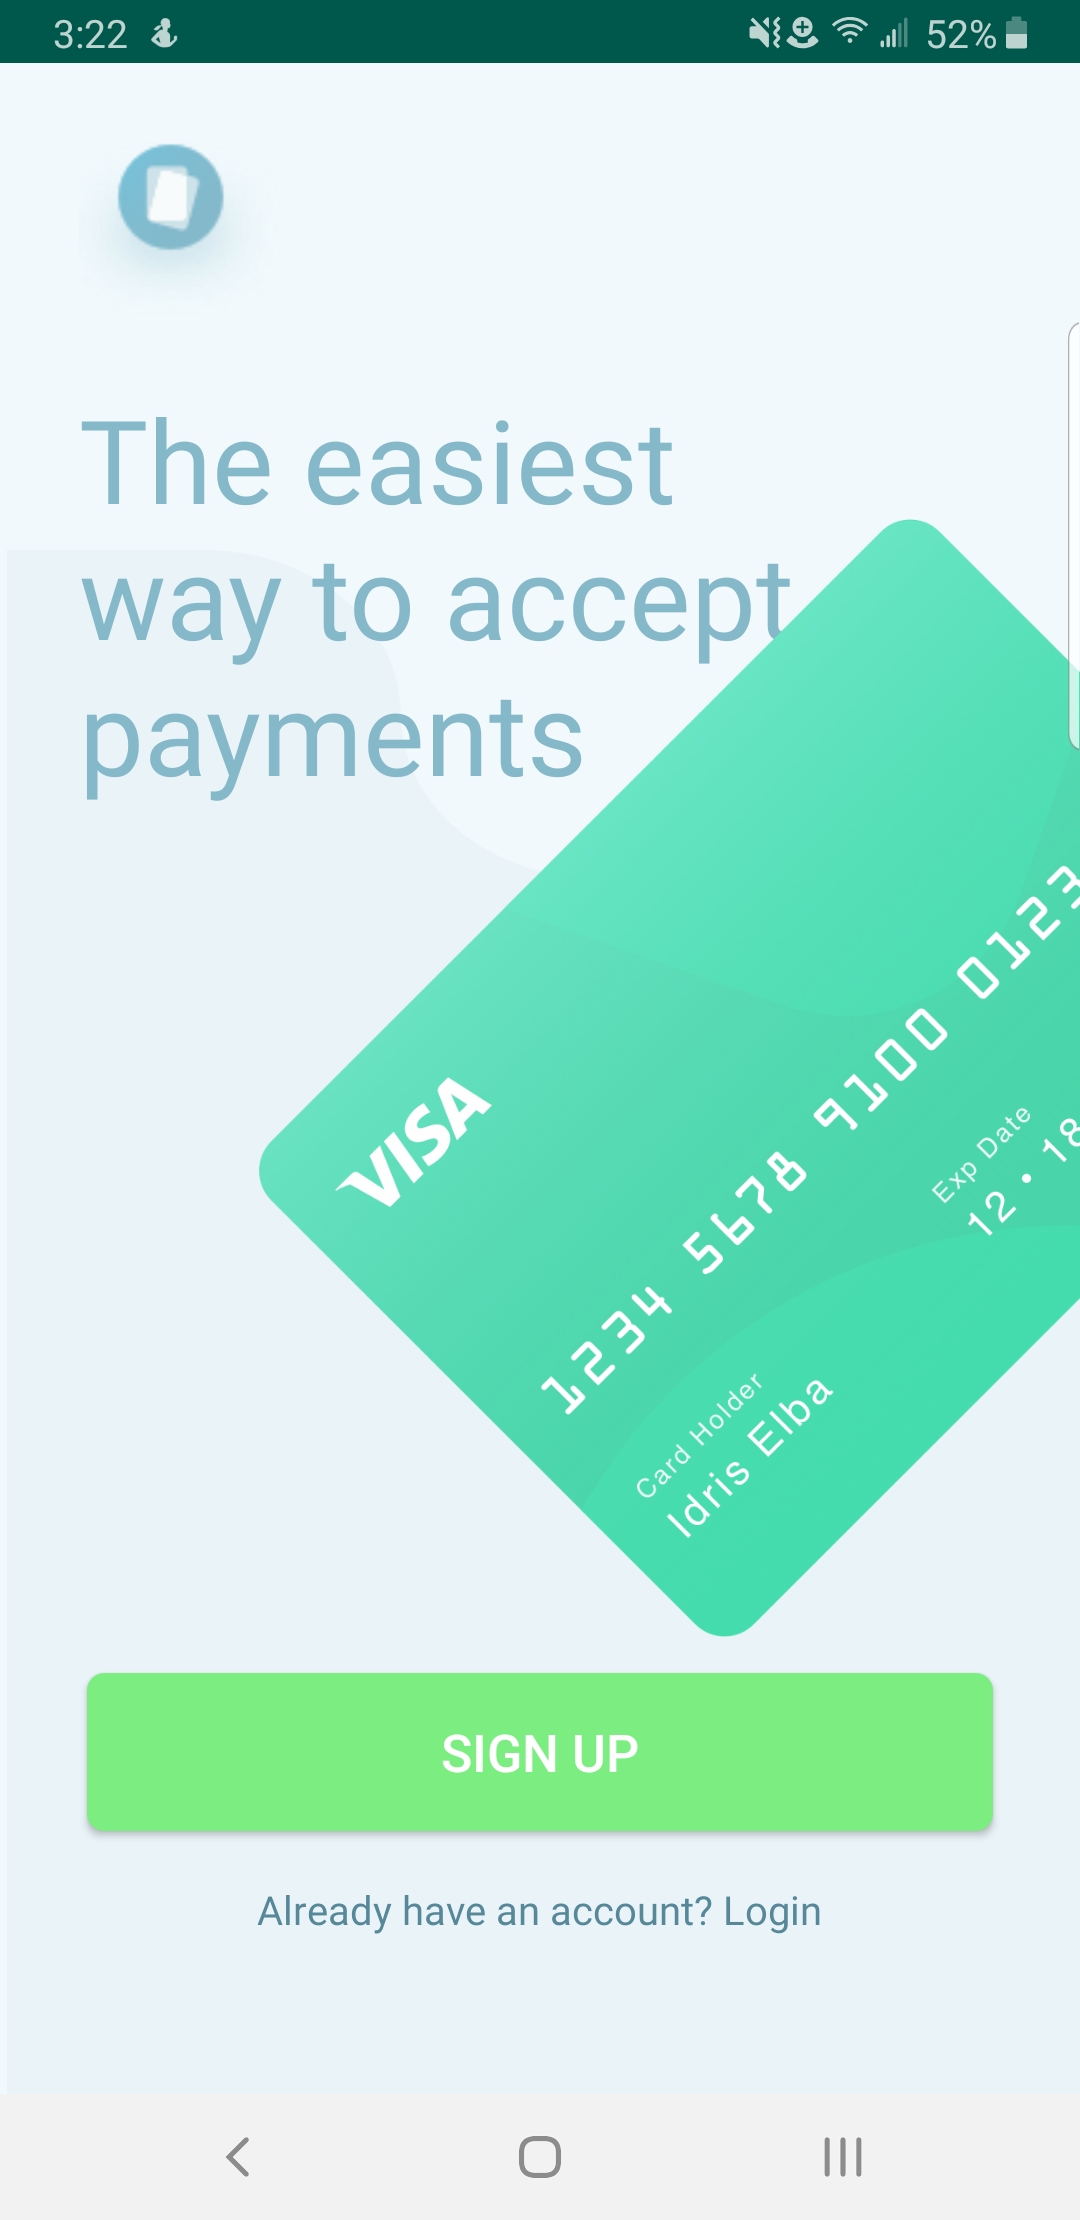 3:22
52%
The easiest
way to accept
payments
VISA
1234 5678 9100 0123
Exp Date
12 • 18
Card Holder
Idris Elba
SIGN UP
Already have an account? Login